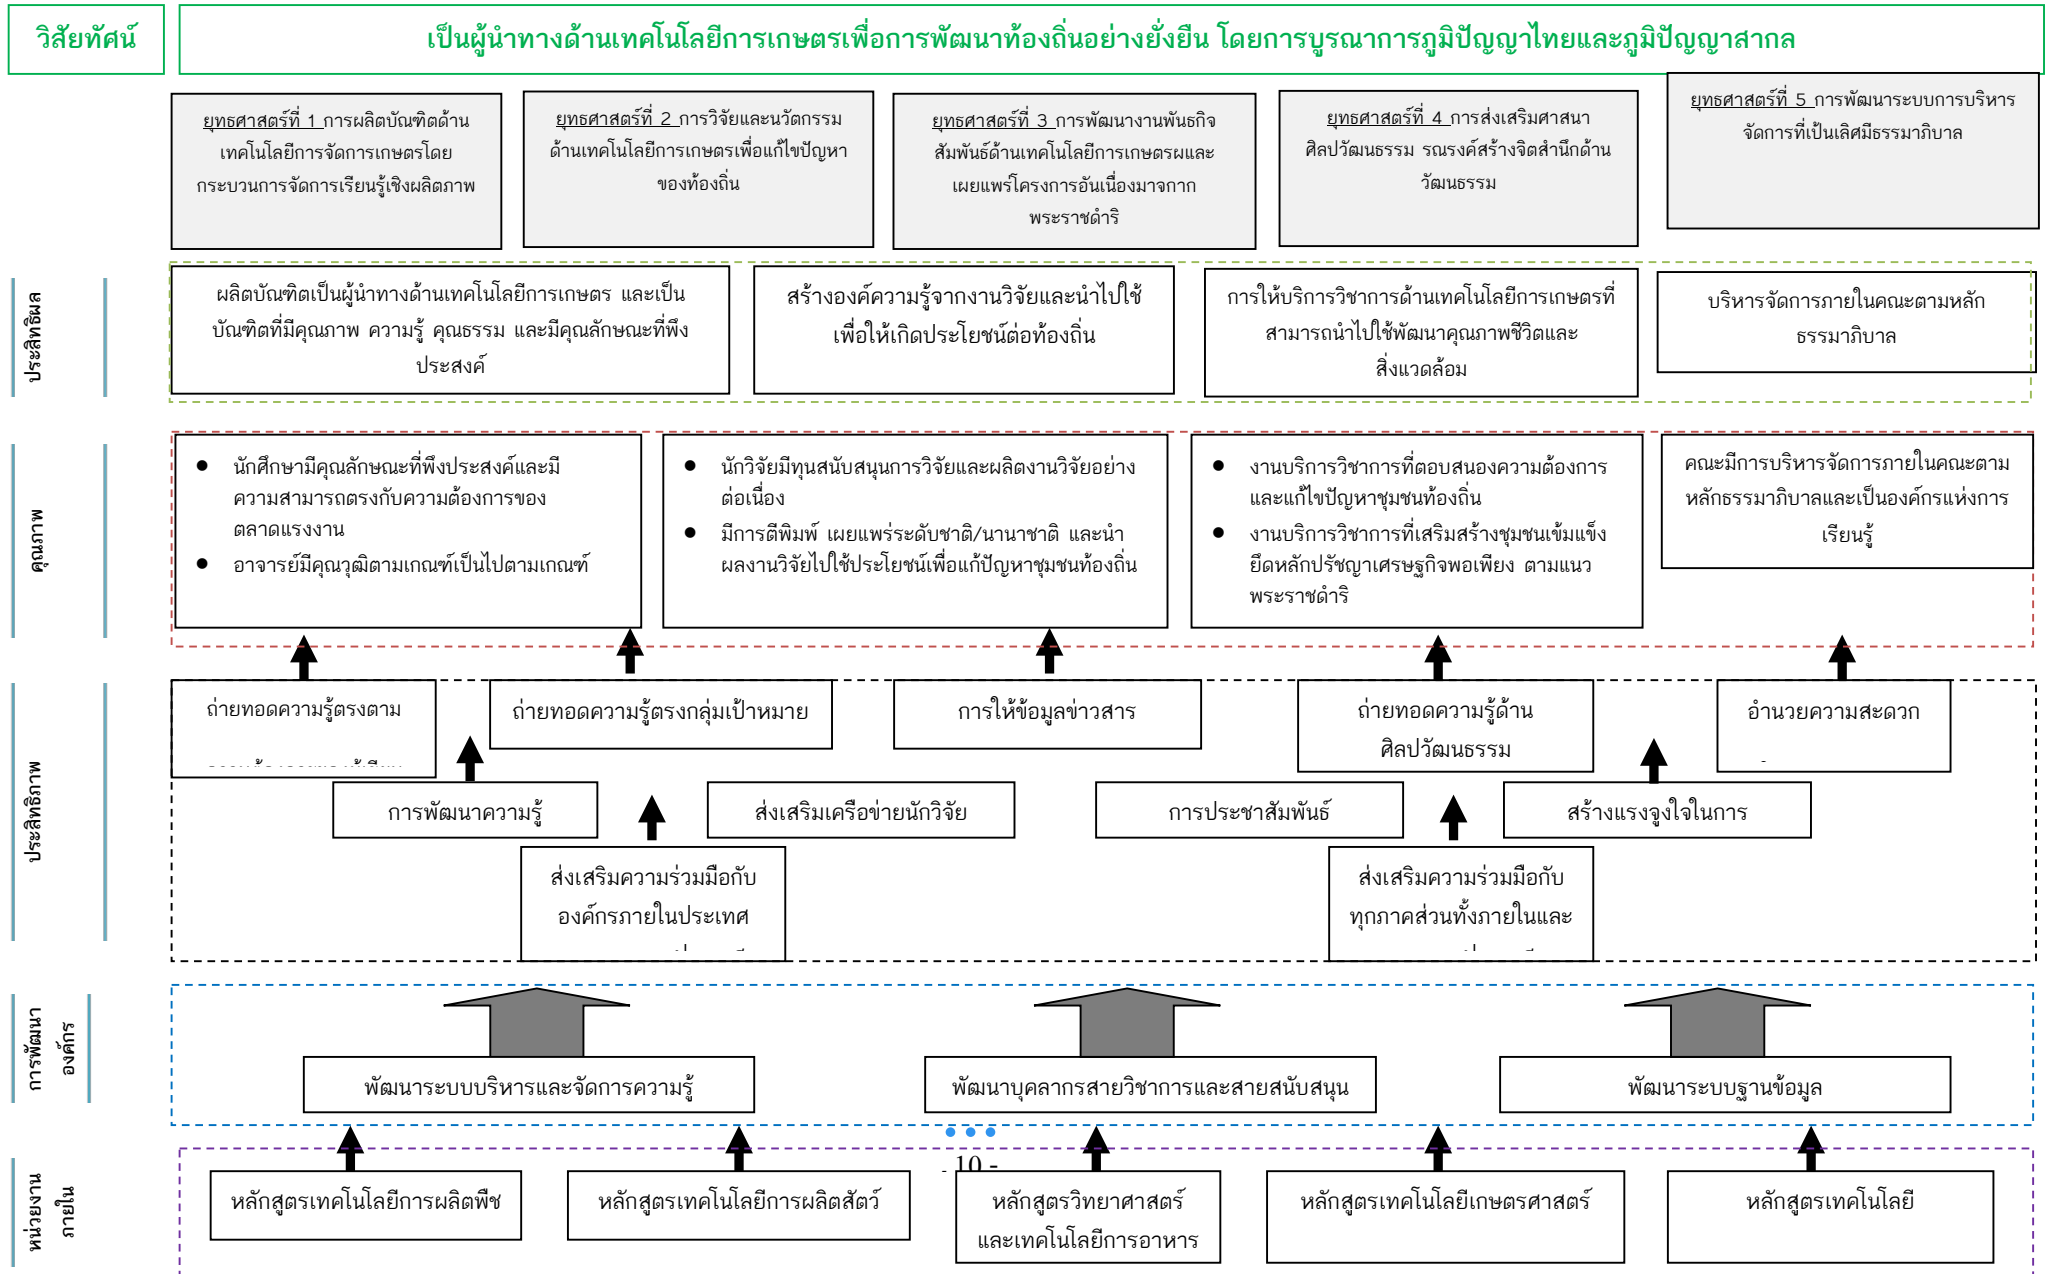 วิสัยทัศน์
เป็นผู้นำทางด้านเทคโนโลยีการเกษตรเพื่อการพัฒนาท้องถิ่นอย่างยั่งยืน โดยการบูรณาการภูมิปัญญาไทยและภูมิปัญญาสากล
ยุทธศาสตร์ที่ 1 การผลิตบัณฑิตด้าน
เทคโนโลยีการจัดการเกษตรโดย
กระบวนการจัดการเรียนรู้เชิงผลิตภาพ
ยุทธศาสตร์ที่ 2 การวิจัยและนวัตกรรม
ด้านเทคโนโลยีการเกษตรเพื่อแก้ไขปัญหา
ของท้องถิ่น
ยุทธศาสตร์ที่ 3 การพัฒนางานพันธกิจ
สัมพันธ์ด้านเทคโนโลยีการเกษตรผและ
เผยแพร่โครงการอันเนื่องมาจกาก
พระราชดำริ
ยุทธศาสตร์ที่ 4 การส่งเสริมศาสนา
ศิลปวัฒนธรรม รณรงค์สร้างจิตสำนึกด้าน
วัฒนธรรม
ยุทธศาสตร์ที่ 5 การพัฒนาระบบการบริหาร
จัดการที่เป็นเลิศมีธรรมาภิบาล
ประสิทธิผล
ผลิตบัณฑิตเป็นผู้นำทางด้านเทคโนโลยีการเกษตร และเป็น
บัณฑิตที่มีคุณภาพ ความรู้ คุณธรรม และมีคุณลักษณะที่พึง
ประสงค์
สร้างองค์ความรู้จากงานวิจัยและนำไปใช้
เพื่อให้เกิดประโยชน์ต่อท้องถิ่น
การให้บริการวิชาการด้านเทคโนโลยีการเกษตรที่
สามารถนำไปใช้พัฒนาคุณภาพชีวิตและ
สิ่งแวดล้อม
บริหารจัดการภายในคณะตามหลัก
ธรรมาภิบาล
คุณภาพ
● นักศึกษามีคุณลักษณะที่พึงประสงค์และมี
ความสามารถตรงกับความต้องการของ
ตลาดแรงงาน
● อาจารย์มีคุณวุฒิตามเกณฑ์เป็นไปตามเกณฑ์
● นักวิจัยมีทุนสนับสนุนการวิจัยและผลิตงานวิจัยอย่าง
ต่อเนื่อง
● มีการตีพิมพ์ เผยแพร่ระดับชาติ/นานาชาติ และนำ
ผลงานวิจัยไปใช้ประโยชน์เพื่อแก้ปัญหาชุมชนท้องถิ่น
● งานบริการวิชาการที่ตอบสนองความต้องการ
และแก้ไขปัญหาชุมชนท้องถิ่น
● งานบริการวิชาการที่เสริมสร้างชุมชนเข้มแข็ง
ยึดหลักปรัชญาเศรษฐกิจพอเพียง ตามแนว
พระราชดำริ
คณะมีการบริหารจัดการภายในคณะตาม
หลักธรรมาภิบาลและเป็นองค์กรแห่งการ
เรียนรู้
ประสิทธิภาพ
ถ่ายทอดความรู้ตรงตาม
ถ่ายทอดความรู้ตรงกลุ่มเป้าหมาย
การให้ข้อมูลข่าวสาร
ถ่ายทอดความรู้ด้าน
ศิลปวัฒนธรรม
อำนวยความสะดวก
การพัฒนาความรู้
ส่งเสริมเครือข่ายนักวิจัย
การประชาสัมพันธ์
สร้างแรงจูงใจในการ
ส่งเสริมความร่วมมือกับ
องค์กรภายในประเทศ
ส่งเสริมความร่วมมือกับ
ทุกภาคส่วนทั้งภายในและ
การพัฒนา
องค์กร
พัฒนาระบบบริหารและจัดการความรู้
พัฒนาบุคลากรสายวิชาการและสายสนับสนุน
พัฒนาระบบฐานข้อมูล
- 10 -
หน่วยงาน
ภายใน
หลักสูตรเทคโนโลยีการผลิตพืช
หลักสูตรเทคโนโลยีการผลิตสัตว์
หลักสูตรวิทยาศาสตร์
และเทคโนโลยีการอาหาร
หลักสูตรเทคโนโลยีเกษตรศาสตร์
หลักสูตรเทคโนโลยี